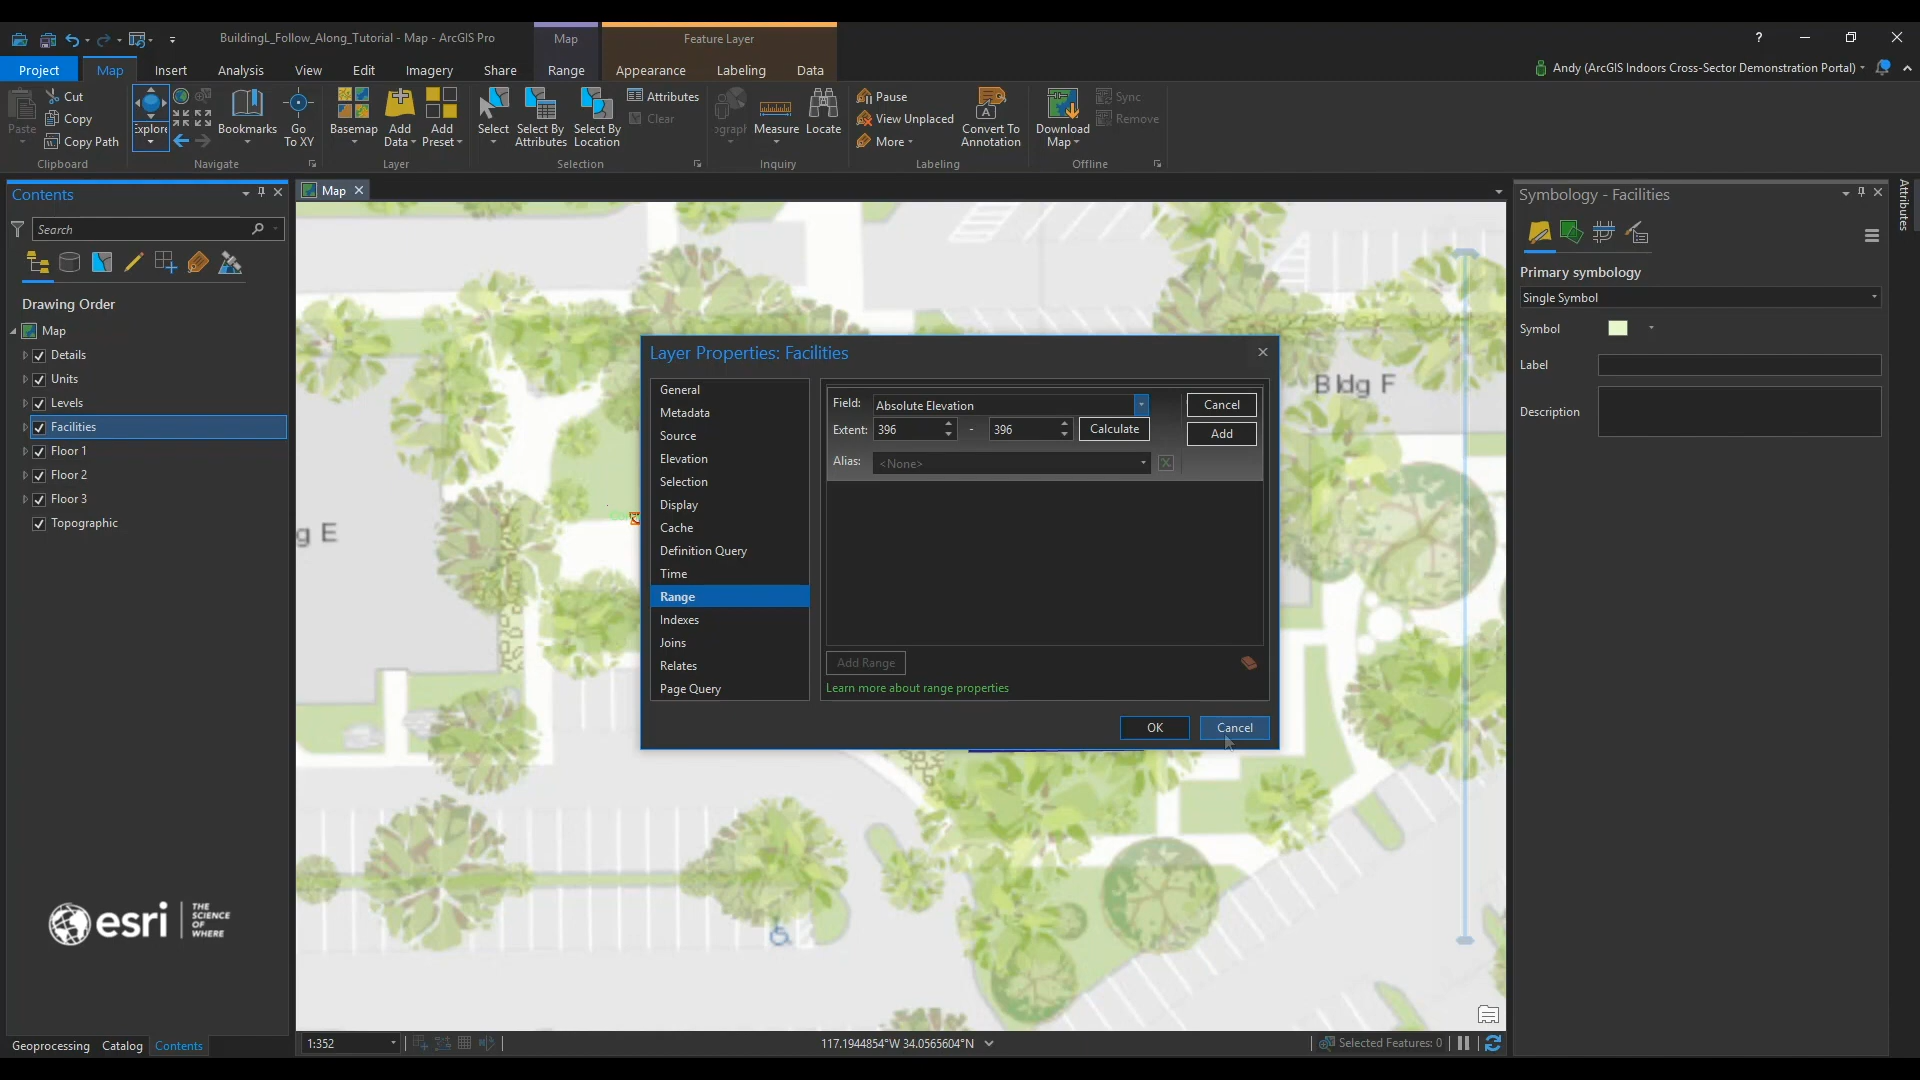 BuildingL_Follow_Along_Tutorial - Map - ArcGIS Pro
Map
Feature Layer
?
Project
Map
Insert
Analysis
View
Edit
Imagery
Share
Range
Appearance
Labeling
Data
Andy (ArcGIS Indoors Cross-Sector Demonstration Portal)
Paste
Cut
Copy
Copy Path
Clipboard
Explore
Bookmarks
Go
To XY
Navigate
Basemap
Add
Data
Add
Preset
Layer
Select
Select By
Attributes
Select By
Location
Attributes
Clear
Selection
Measure
Locate
Inquiry
Pause
View Unplaced
More
Convert To
Annotation
Labeling
Download
Map
Sync
Remove
Offline
Contents
Search
Drawing Order
Map
Details
Units
Levels
Facilities
Floor 1
Floor 2
Floor 3
Topographic
esri
THE
SCIENCE
OF
WHERE
Geoprocessing
Catalog
Contents
Map
g E
Bldg F
Layer Properties: Facilities
General
Metadata
Source
Elevation
Selection
Display
Cache
Definition Query
Time
Range
Indexes
Joins
Relates
Page Query
Field: Absolute Elevation
Cancel
Extent: 396 - 396 Calculate
Add
Alias: <None>
Add Range
Learn more about range properties
OK
Cancel
1:352
117.1944854°W 34.0565604°N
Selected Features: 0
Symbology - Facilities
Primary symbology
Single Symbol
Symbol
Label
Description
Attributes